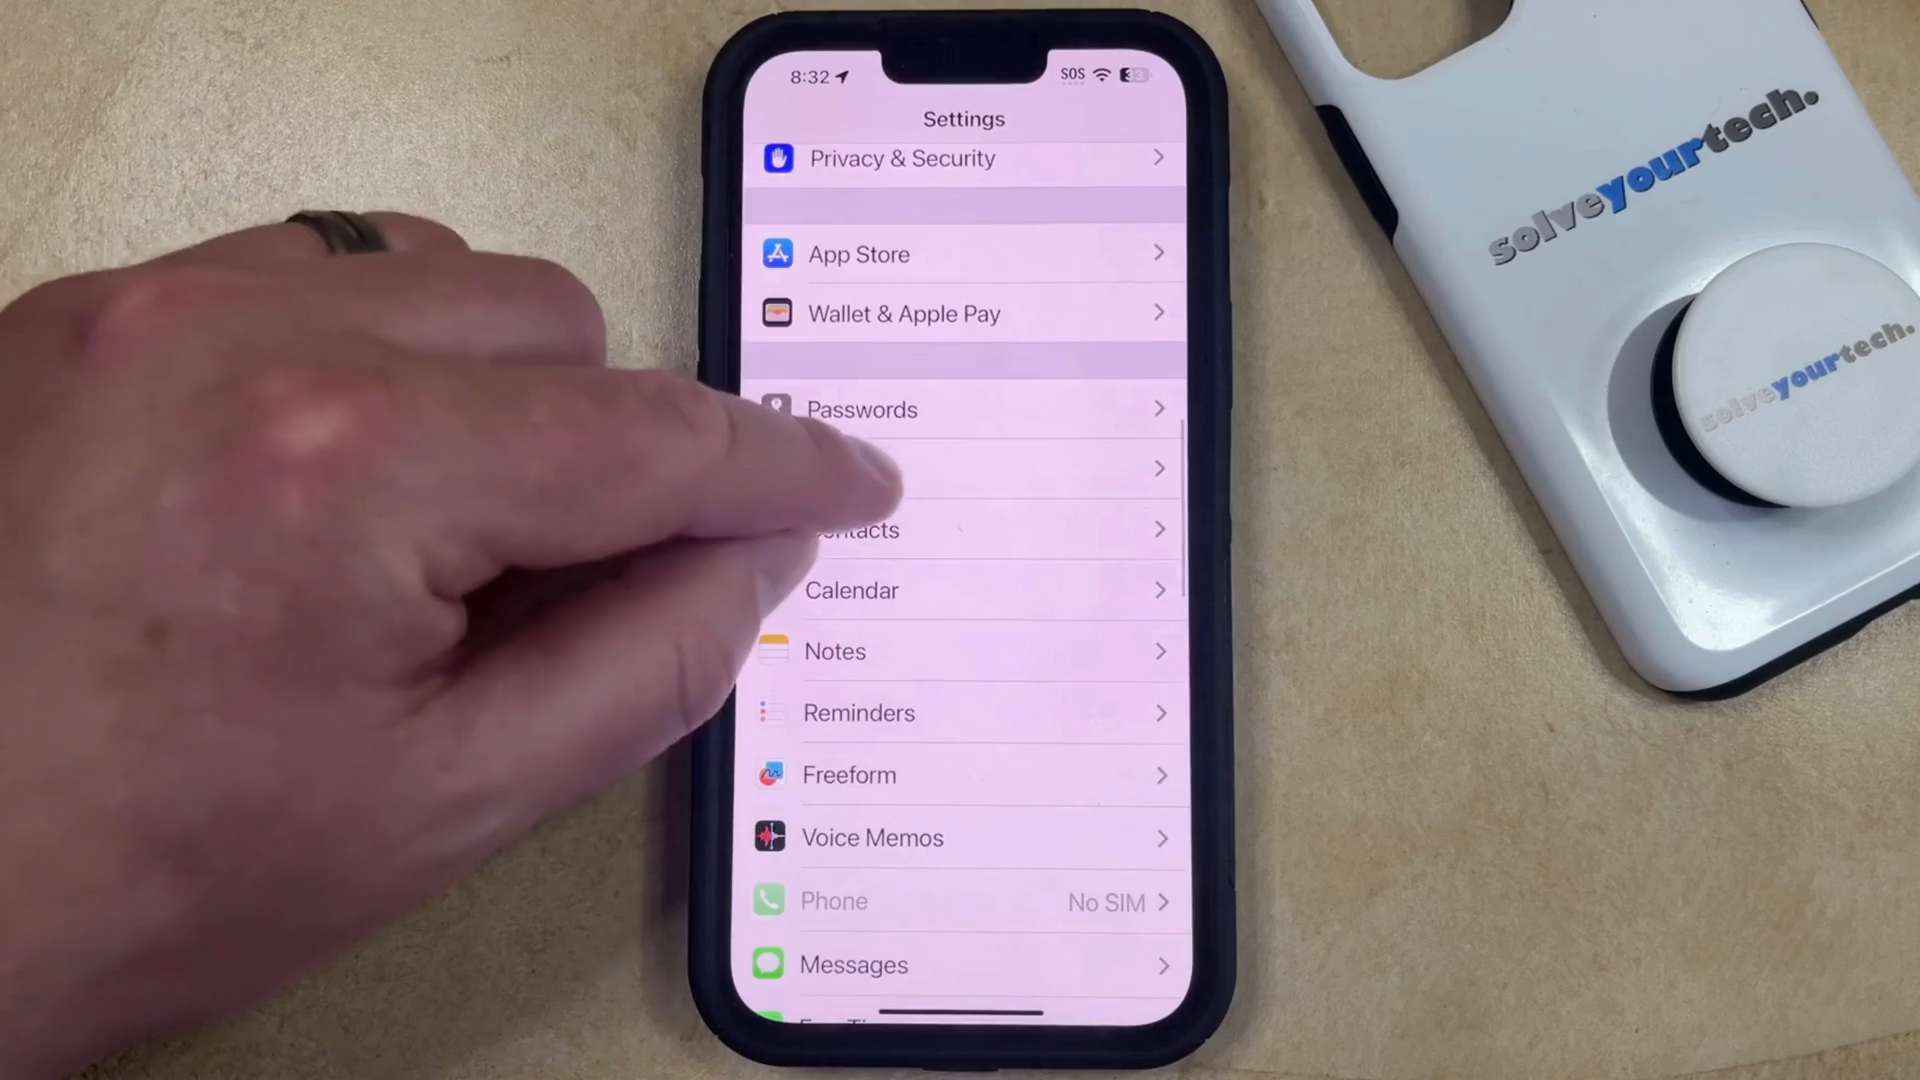 8:32
SOS
33
Settings
Privacy & Security
App Store
Wallet & Apple Pay
Passwords
Calendar
Notes
Reminders
Freeform
Voice Memos
Phone
No SIM
Messages
solveyourtech.
solveyourtech.